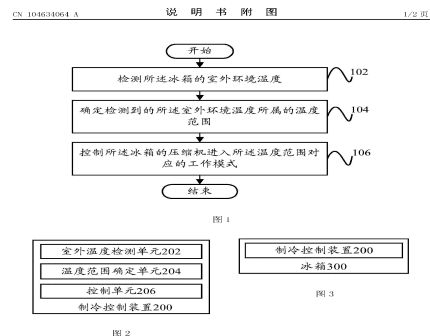 CN 104634064 A
说 明 书 附 图
1/2 页
开始
检测所述冰箱的室外环境温度
102
确定检测到的所述室外环境温度所属的温度
范围
104
控制所述冰箱的压缩机进入所述温度范围对
应的工作模式
106
结束
图 1
室外温度检测单元202
温度范围确定单元204
控制单元206
制冷控制装置200
图 2
制冷控制装置200
冰箱300
图 3